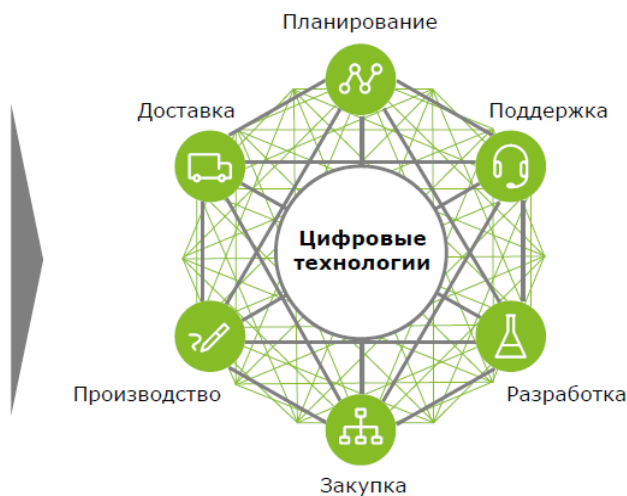 Планирование
Доставка
Поддержка
Цифровые
технологии
Производство
Разработка
Закупка